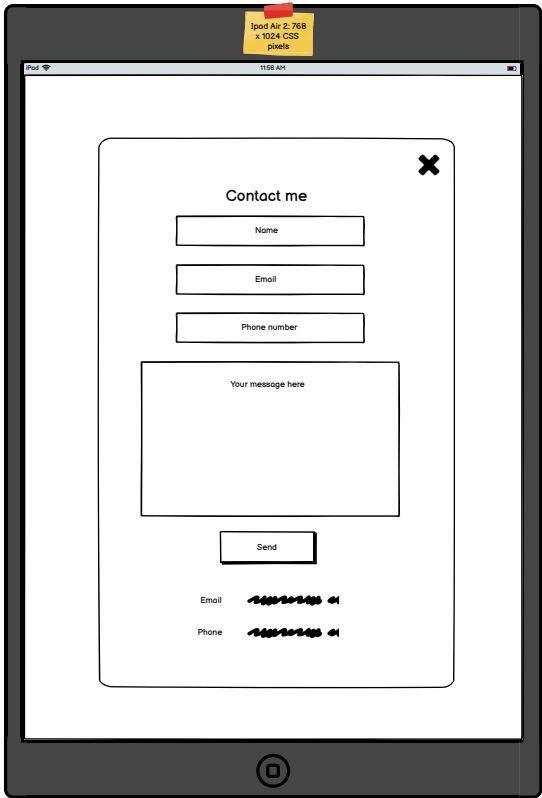 Ipad Air 2: 768
x 1024 CSS
pixels
iPad
11:58 AM
Contact me
Name
Email
Phone number
Your message here
Send
Email
Phone